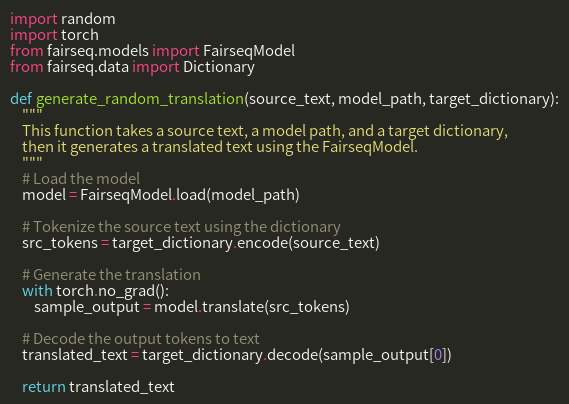 import random
import torch
from fairseq.models import FairseqModel
from fairseq.data import Dictionary

def generate_random_translation(source_text, model_path, target_dictionary):
    """
    This function takes a source text, a model path, and a target dictionary,
    then it generates a translated text using the FairseqModel.
    """
    # Load the model
    model = FairseqModel.load(model_path)

    # Tokenize the source text using the dictionary
    src_tokens = target_dictionary.encode(source_text)

    # Generate the translation
    with torch.no_grad():
        sample_output = model.translate(src_tokens)

    # Decode the output tokens to text
    translated_text = target_dictionary.decode(sample_output[0])

    return translated_text